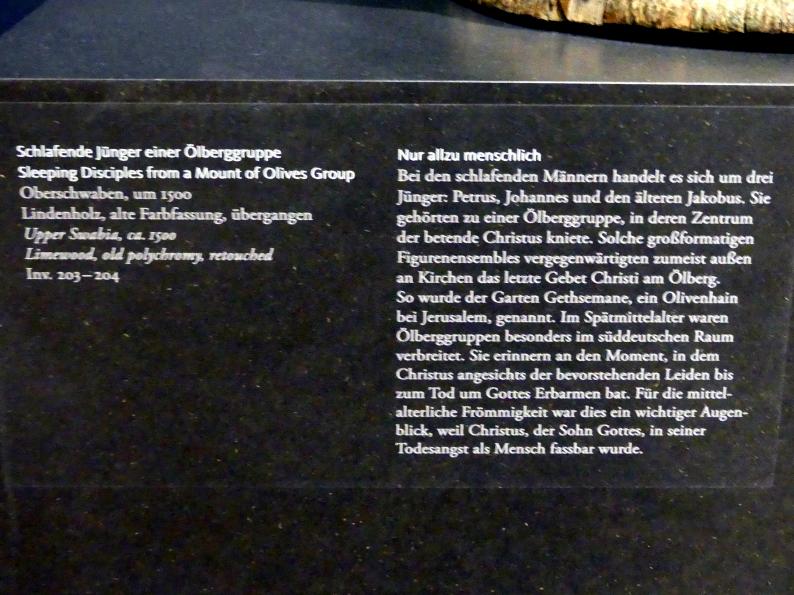 Schlafende Jünger einer Ölberggruppe
Sleeping Disciples from a Mount of Olives Group
Oberschwaben, um 1500
Lindenholz, alte Farbfassung, übergangen
Upper Swabia, ca. 1500
Limewood, old polychromy, retouched
Inv. 203–204
Nur allzu menschlich
Bei den schlafenden Männern handelt es sich um drei
Jünger: Petrus, Johannes und den älteren Jakobus. Sie
gehörten zu einer Ölberggruppe, in deren Zentrum
der betende Christus kniete. Solche großformatigen
Figurenensembles vergegenwärtigten zumeist außen
an Kirchen das letzte Gebet Christi am Ölberg.
So wurde der Garten Gethsemane, ein Olivenhain
bei Jerusalem, genannt. Im Spätmittelalter waren
Ölberggruppen besonders im süddeutschen Raum
verbreitet. Sie erinnern an den Moment, in dem
Christus angesichts der bevorstehenden Leiden bis
zum Tod um Gottes Erbarmen bat. Für die mittel-
alterliche Frömmigkeit war dies ein wichtiger Augen-
blick, weil Christus, der Sohn Gottes, in seiner
Todesangst als Mensch fassbar wurde.